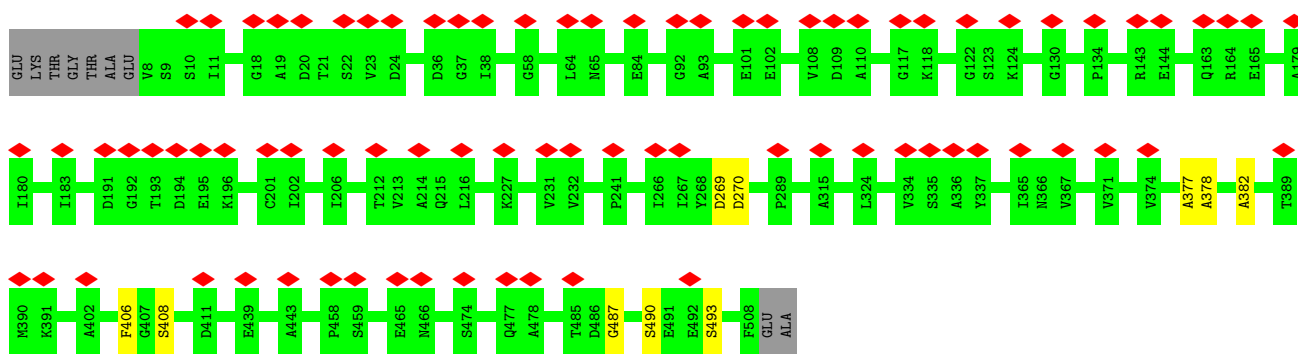 GLU LYS THR GLY THR ALA GLU V8 S9 S10 I11 G18 A19 D20 T21 S22 V23 D24 D36 G37 I38 G58 L64 N65 E84 G92 A93 E101 E102 V108 D109 A110 G117 K118 G122 S123 K124 G130 P134 R143 E144 Q163 R164 E165 A179
I180 I183 D191 G192 T193 D194 E195 K196 C201 I202 I206 T212 V213 A214 Q215 L216 K227 V231 V232 P241 I266 I267 Y268 D269 D270 P289 A315 L324 V334 S335 A336 Y337 I365 N366 V367 V371 V374 A377 A378 A382 T389
M390 K391 A402 F406 G407 S408 D411 E439 A443 P458 S459 E465 N466 S474 Q477 A478 T485 D486 G487 S490 E491 E492 S493 F508 GLU ALA